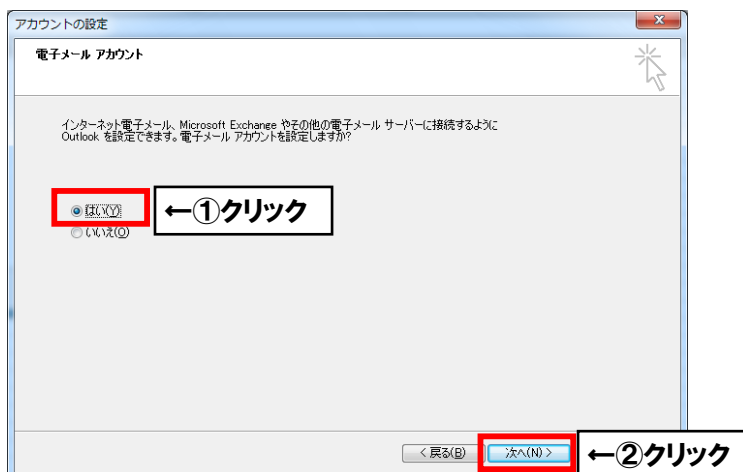 アカウントの設定
電子メール アカウント
インターネット電子メール、Microsoft Exchange やその他の電子メール サーバーに接続するように
Outlook を設定できます。電子メール アカウントを設定しますか?
はい(Y)
←①クリック
いいえ(O)
< 戻る(B)
次へ(N) >
←②クリック